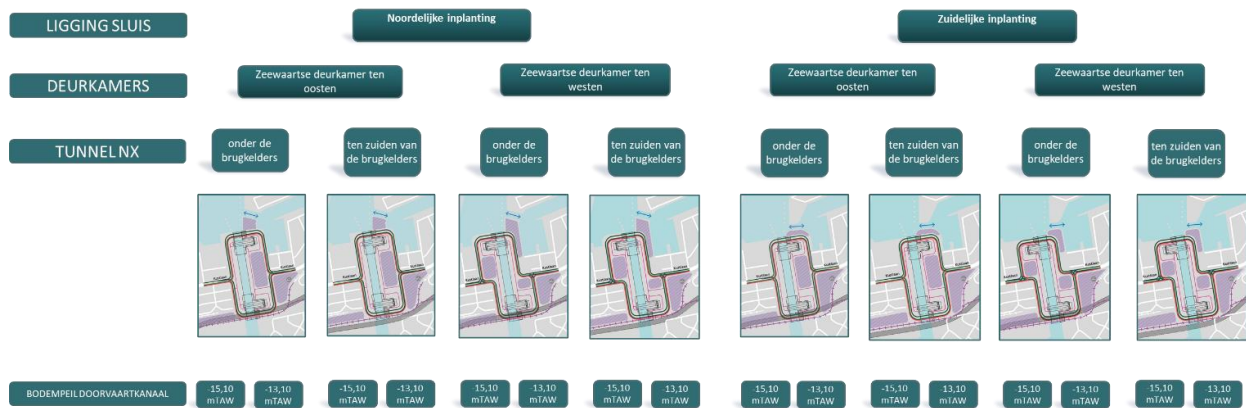 LIGGING SLUIS
Noordelijke inplanting
Zuidelijke inplanting
DEURKAMERS
Zeewaartse deurkamer ten
oosten
Zeewaartse deurkamer ten
westen
Zeewaartse deurkamer ten
oosten
Zeewaartse deurkamer ten
westen
TUNNEL NX
onder de
brugkelders
ten zuiden van
de brugkelders
onder de
brugkelders
ten zuiden van
de brugkelders
onder de
brugkelders
ten zuiden van
de brugkelders
onder de
brugkelders
ten zuiden van
de brugkelders
BODEMPEIL DOORVAARTKANAAL
-15,10
mTAW
-13,10
mTAW
-15,10
mTAW
-13,10
mTAW
-15,10
mTAW
-13,10
mTAW
-15,10
mTAW
-13,10
mTAW
-15,10
mTAW
-13,10
mTAW
-15,10
mTAW
-13,10
mTAW
-15,10
mTAW
-13,10
mTAW
-15,10
mTAW
-13,10
mTAW